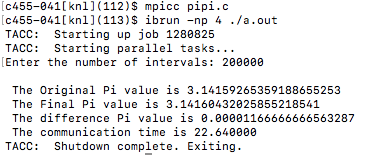 [c455-041[knl](112)$ mpicc pipi.c
[c455-041[knl](113)$ ibrun -np 4 ./a.out
TACC:  Starting up job 1280825
TACC:  Starting parallel tasks...
[Enter the number of intervals: 200000
The Original Pi value is 3.14159265359188655253
The Final Pi value is 3.14160432025855218541
The difference Pi value is 0.00001166666666563287
The communication time is 22.640000
TACC:  Shutdown complete. Exiting.